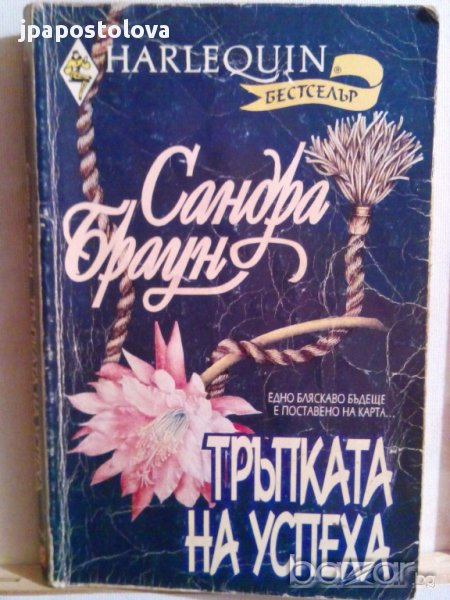 jpapostolova
HARLEQUIN
®
БЕСТСЕЛЪР
Сандра
Браун
ЕДНО БЛЯСКАВО БЪДЕЩЕ
Е ПОСТАВЕНО НА КАРТА...
ТРЪПКАТА
НА УСПЕХА
bazar.bg